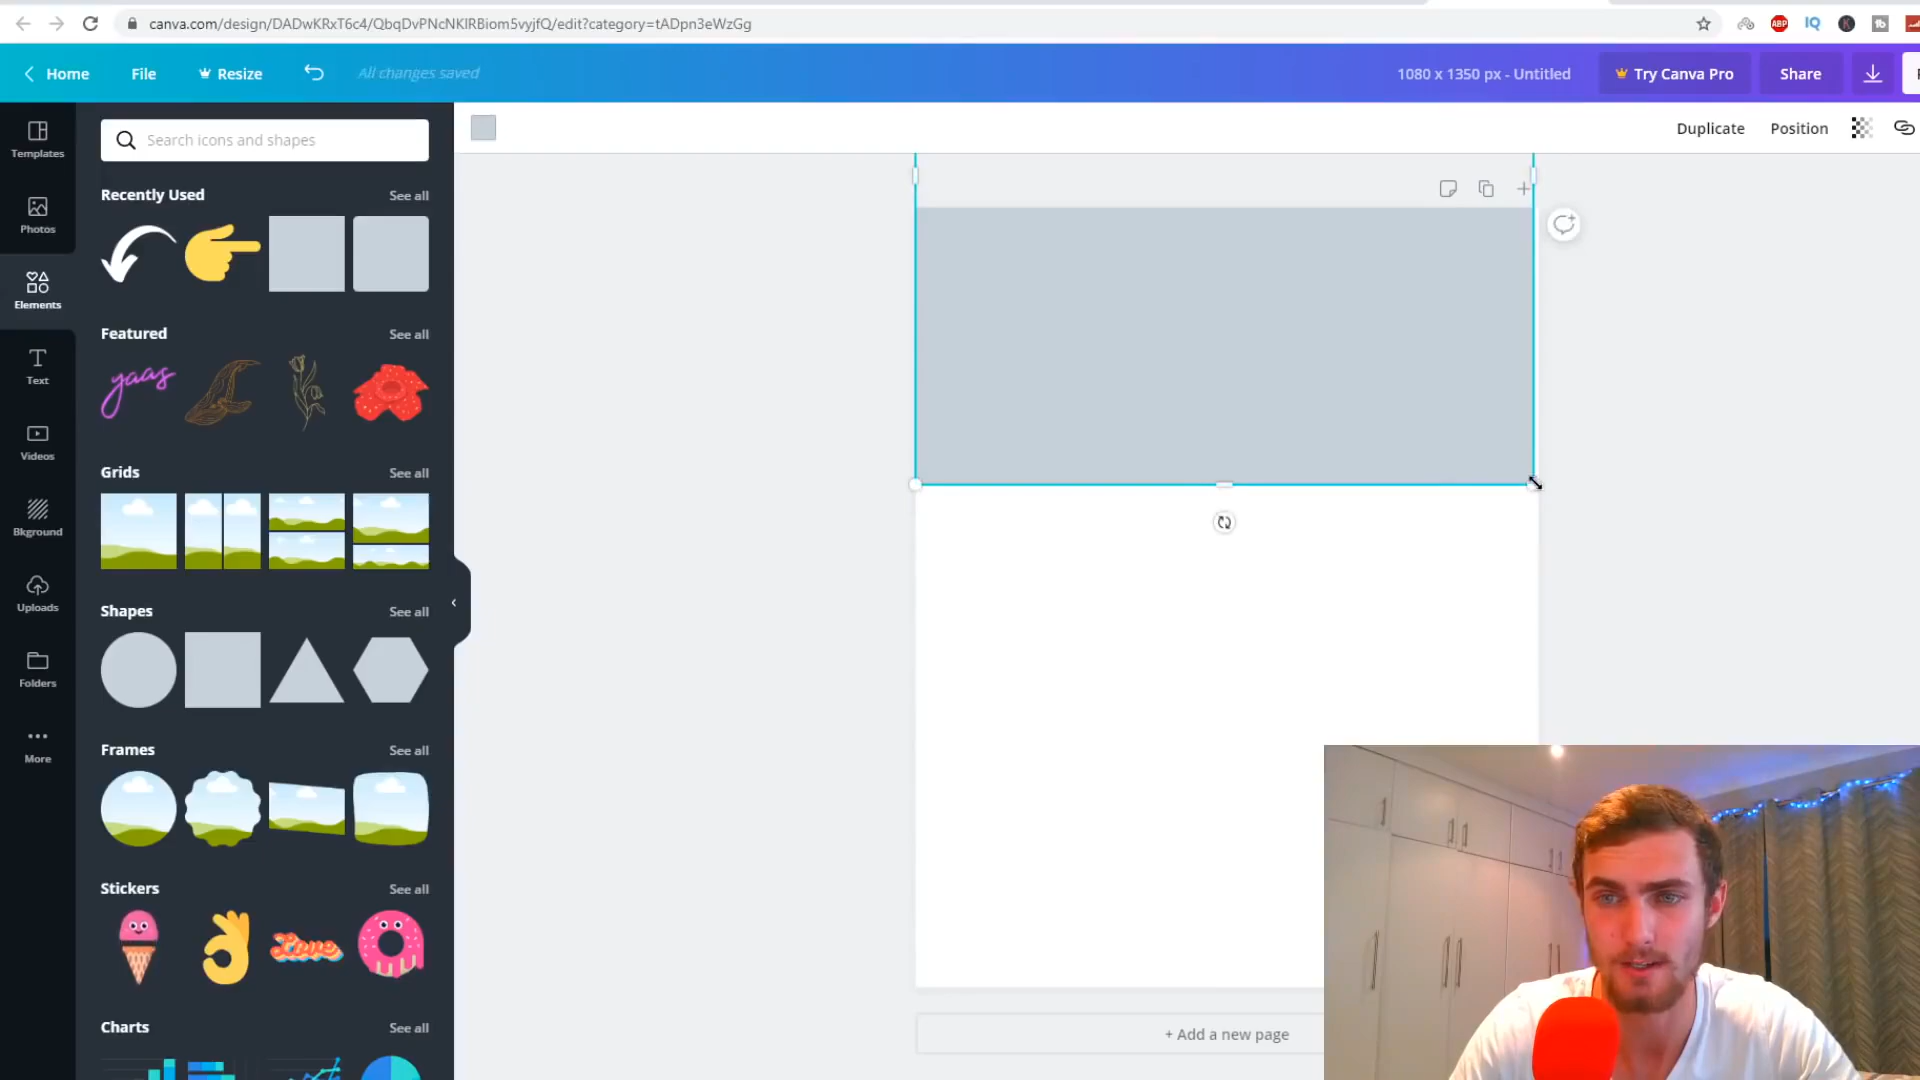 canva.com/design/DADwKRxT6c4/QbqDvPNcNKlRBiom5vyjfQ/edit?category=tADpn3eWzGg
ABP
IQ
K
Home
File
Resize
All changes saved
1080 x 1350 px - Untitled
Try Canva Pro
Share
Templates
Photos
Elements
Text
Videos
Bkground
Uploads
Folders
More
Search icons and shapes
Duplicate
Position
Recently Used
See all
Featured
See all
yaas
Grids
See all
Shapes
See all
Frames
See all
Stickers
See all
Love
Charts
See all
+ Add a new page